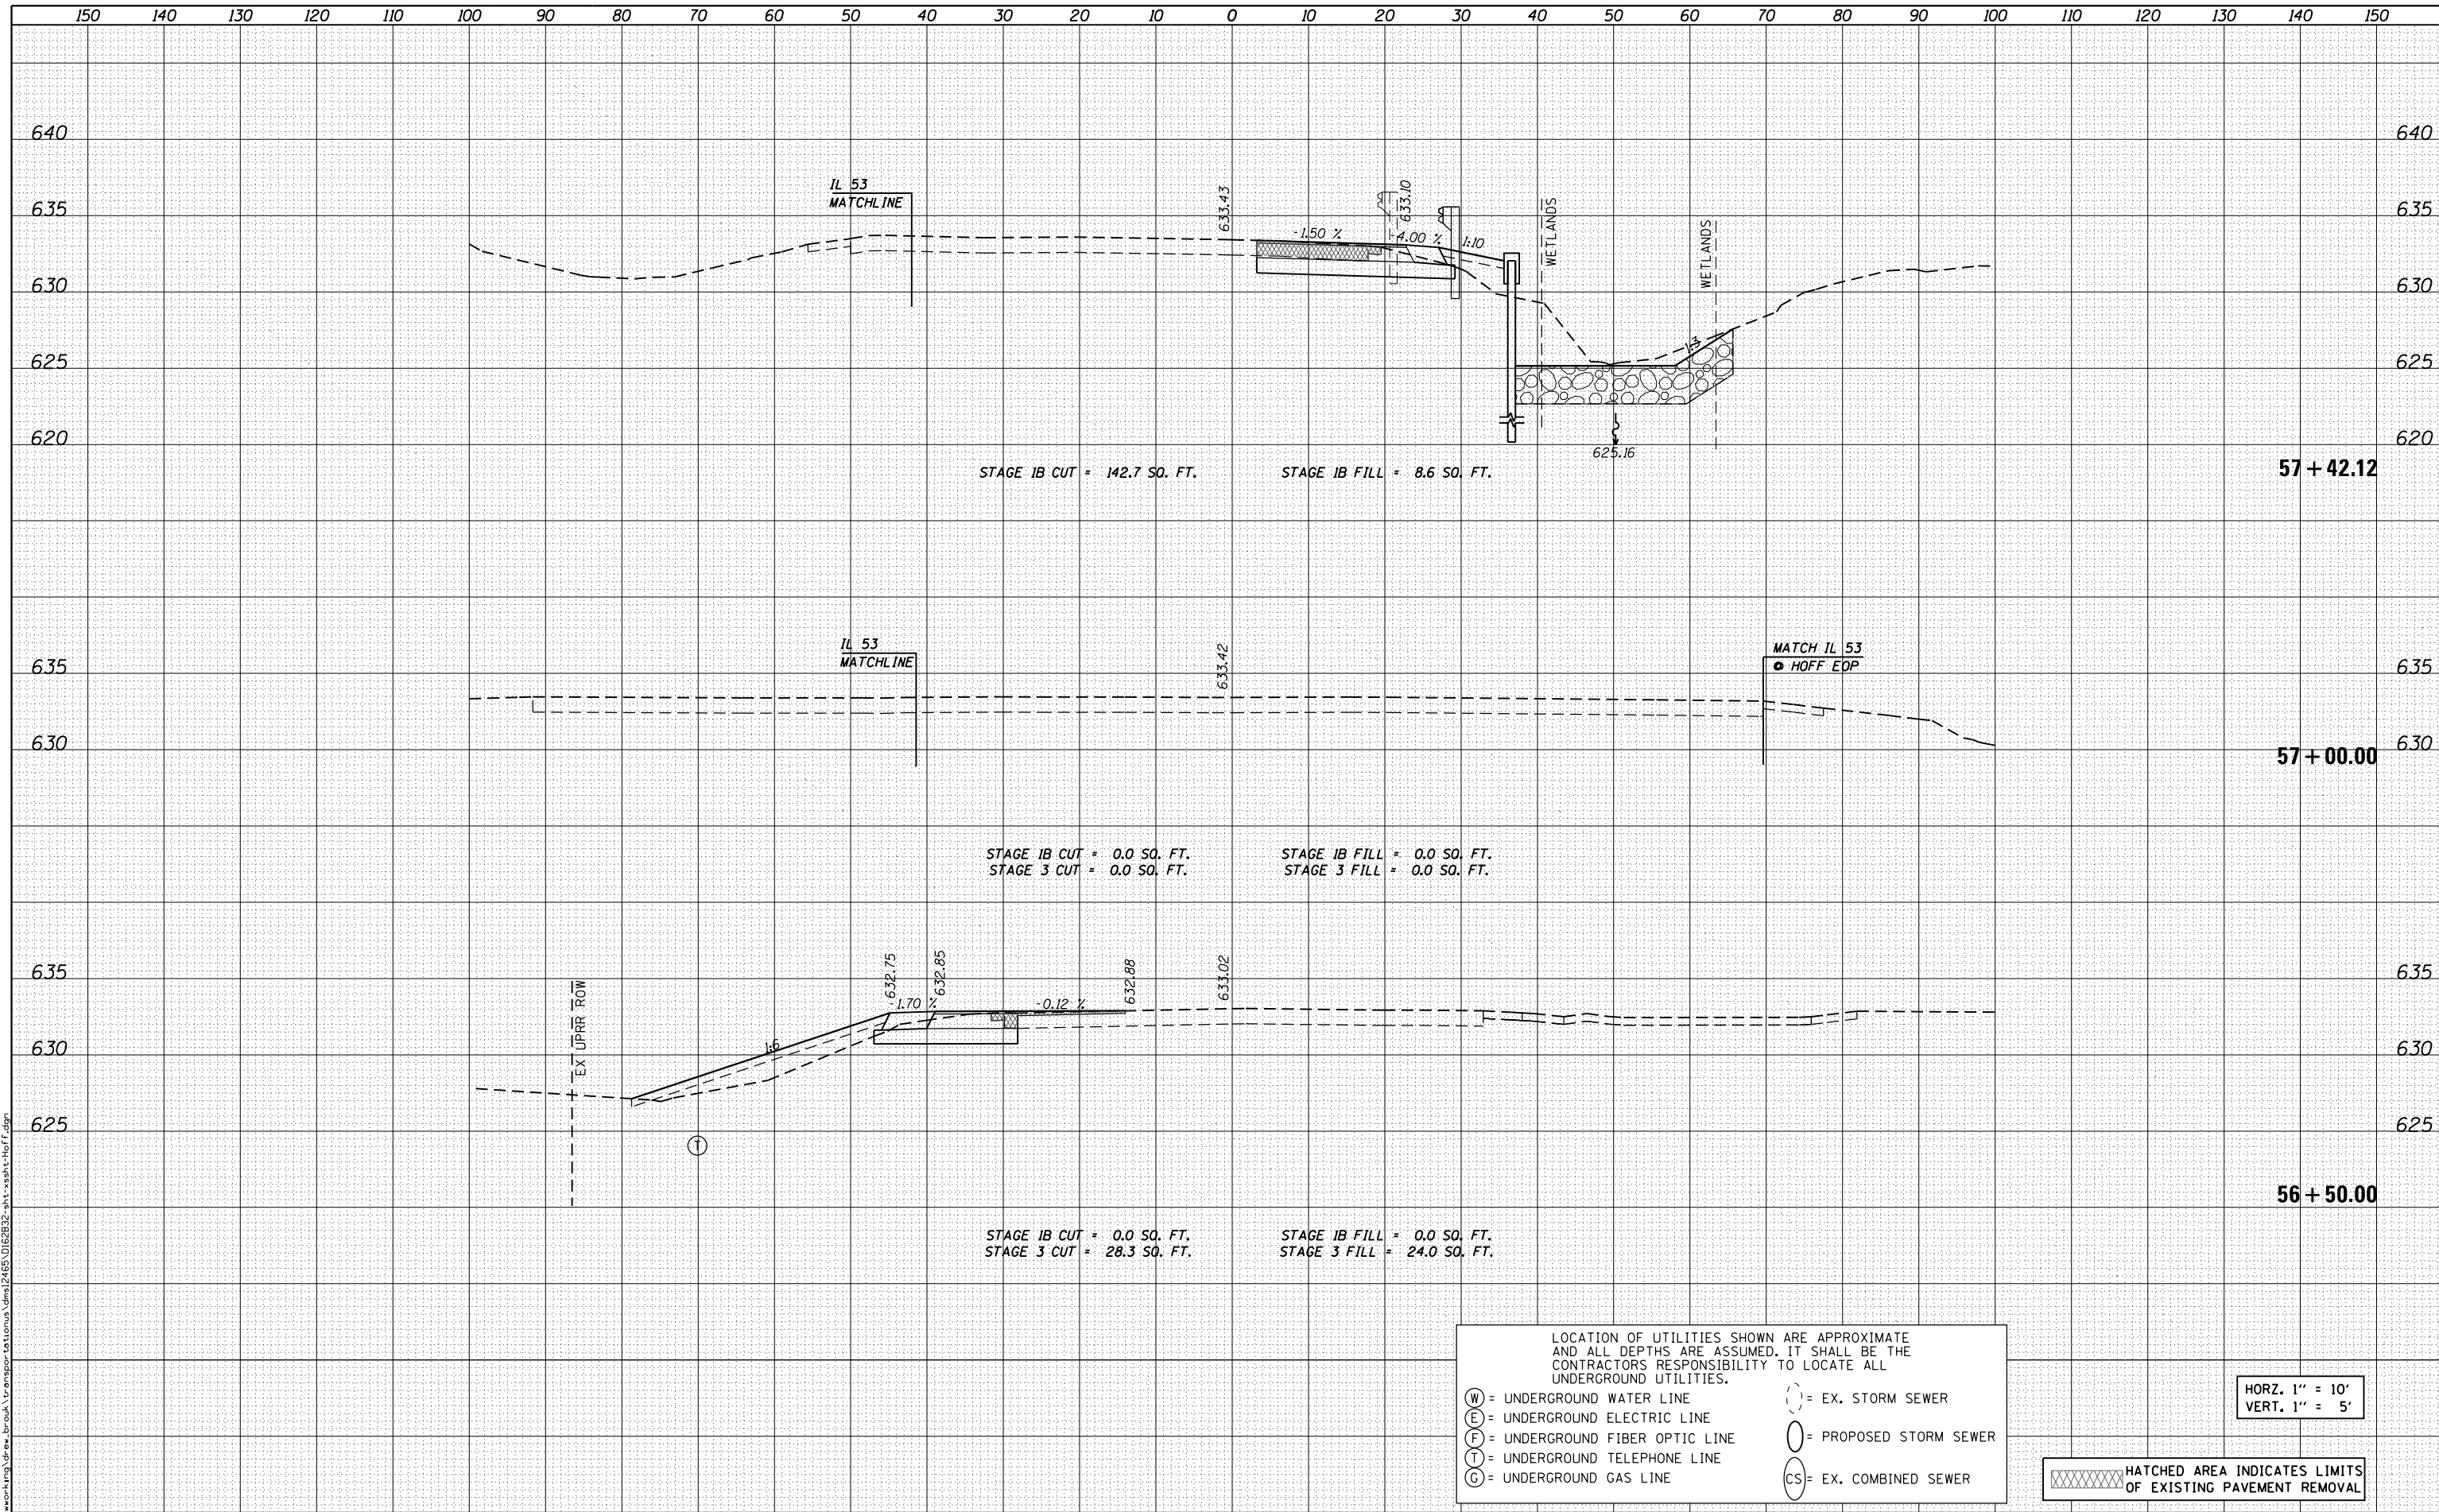 150 140 130 120 110 100 90 80 70 60 50 40 30 20 10 0 10 20 30 40 50 60 70 80 90 100 110 120 130 140 150
640 640
IL 53
MATCHLINE
633.43
633.10
635 635
-1.50 %
-4.00 %
1:10
WETLANDS
WETLANDS
630 630
1:3
625 625
620 620
625.16
STAGE 1B CUT = 142.7 SQ. FT. STAGE 1B FILL = 8.6 SQ. FT.
57+42.12
IL 53
MATCHLINE
633.42
MATCH IL 53
@ HOFF EOP
635 635
630 630
57+00.00
STAGE 1B CUT = 0.0 SQ. FT. STAGE 1B FILL = 0.0 SQ. FT.
STAGE 3 CUT = 0.0 SQ. FT. STAGE 3 FILL = 0.0 SQ. FT.
635 635
EX UPRR ROW
632.75
632.85
632.88
633.02
-1.70 %
-0.12 %
1:6
630 630
625 625
T
56+50.00
STAGE 1B CUT = 0.0 SQ. FT. STAGE 1B FILL = 0.0 SQ. FT.
STAGE 3 CUT = 28.3 SQ. FT. STAGE 3 FILL = 24.0 SQ. FT.
LOCATION OF UTILITIES SHOWN ARE APPROXIMATE
AND ALL DEPTHS ARE ASSUMED. IT SHALL BE THE
CONTRACTORS RESPONSIBILITY TO LOCATE ALL
UNDERGROUND UTILITIES.
W = UNDERGROUND WATER LINE
E = UNDERGROUND ELECTRIC LINE
F = UNDERGROUND FIBER OPTIC LINE
T = UNDERGROUND TELEPHONE LINE
G = UNDERGROUND GAS LINE
= EX. STORM SEWER
= PROPOSED STORM SEWER
CS = EX. COMBINED SEWER
HORZ. 1" = 10'
VERT. 1" = 5'
HATCHED AREA INDICATES LIMITS
OF EXISTING PAVEMENT REMOVAL
wworking\drew_brouk\transportationus\dms12465\D162B32-sht-xssht-Hoff.dgn